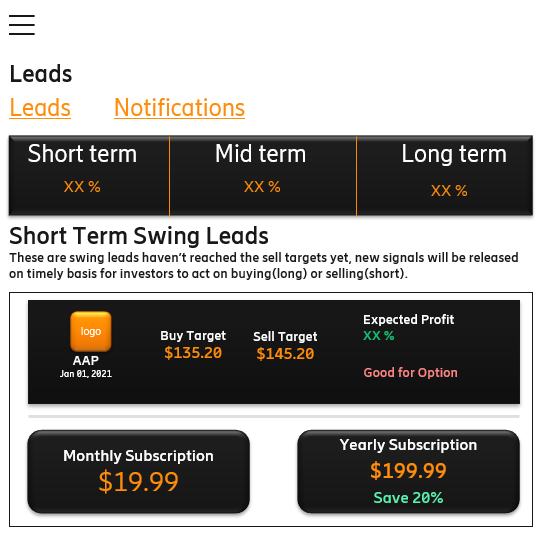 Leads
Leads Notifications
Short term Mid term Long term
XX % XX % XX %
Short Term Swing Leads
These are swing leads haven't reached the sell targets yet, new signals will be released
on timely basis for investors to act on buying(long) or selling(short).
logo
AAP
Jan 01, 2021
Buy Target
$135.20
Sell Target
$145.20
Expected Profit
XX %
Good for Option
Monthly Subscription
$19.99
Yearly Subscription
$199.99
Save 20%